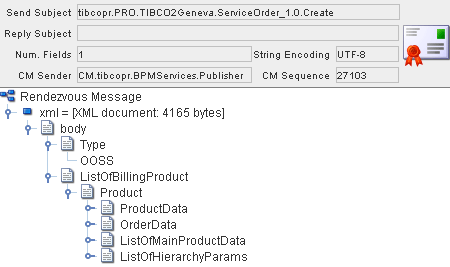 Send Subject tibcopr.PRO.TIBCO2Geneva.ServiceOrder_1.0.Create
Reply Subject
Num. Fields 1 String Encoding UTF-8
CM Sender CM.tibcopr.BPMServices.Publisher CM Sequence 27103
Rendezvous Message
xml = [XML document: 4165 bytes]
body
Type
OOSS
ListOfBillingProduct
Product
ProductData
OrderData
ListOfMainProductData
ListOfHierarchyParams